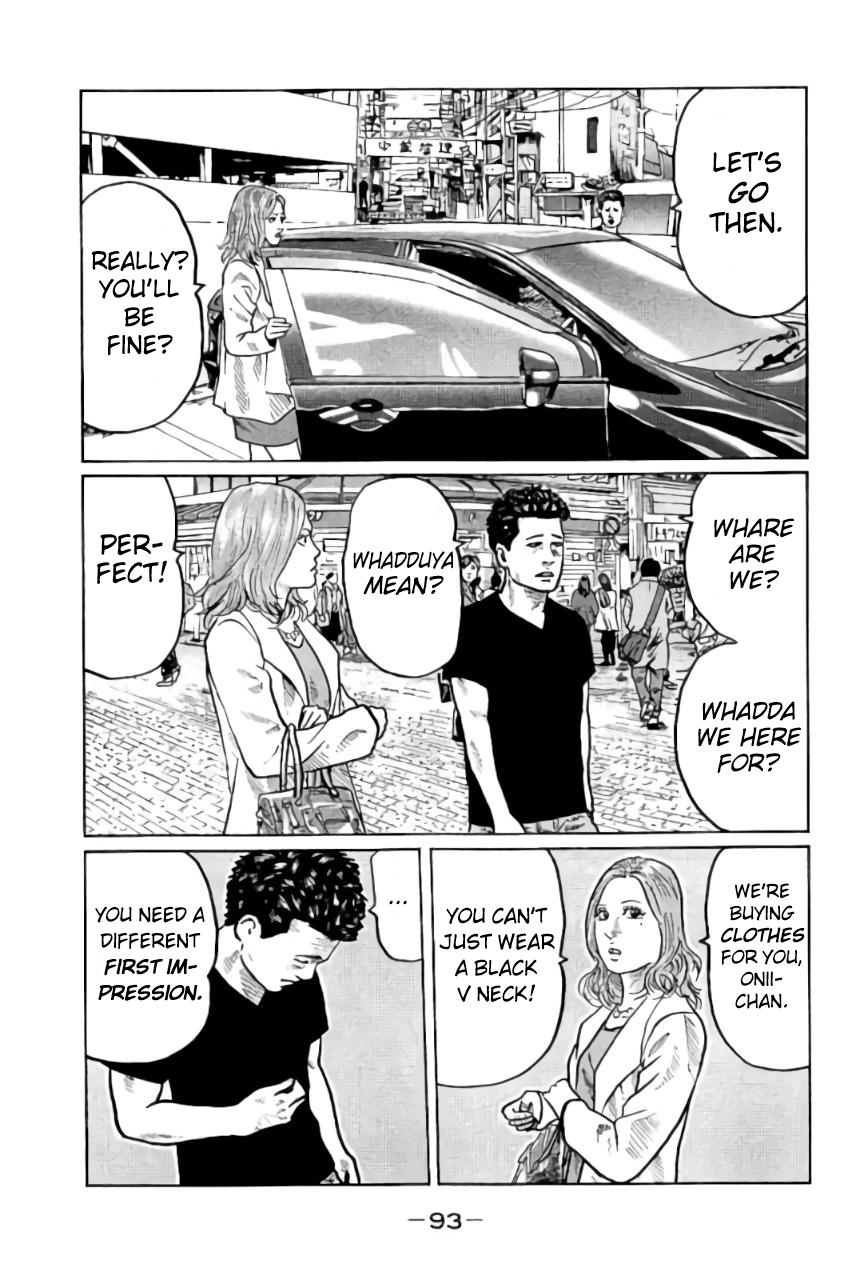 LET'S
GO
THEN.
REALLY?
YOU'LL
BE
FINE?
WHARE
ARE
WE?
WHADDA
WE HERE
FOR?
WHADDUYA
MEAN?
PER-
FECT!
WE'RE
BUYING
CLOTHES
FOR YOU,
ONII-
CHAN.
YOU CAN'T
JUST WEAR
A BLACK
V NECK!
...
YOU NEED A
DIFFERENT
FIRST IM-
PRESSION.
-93-